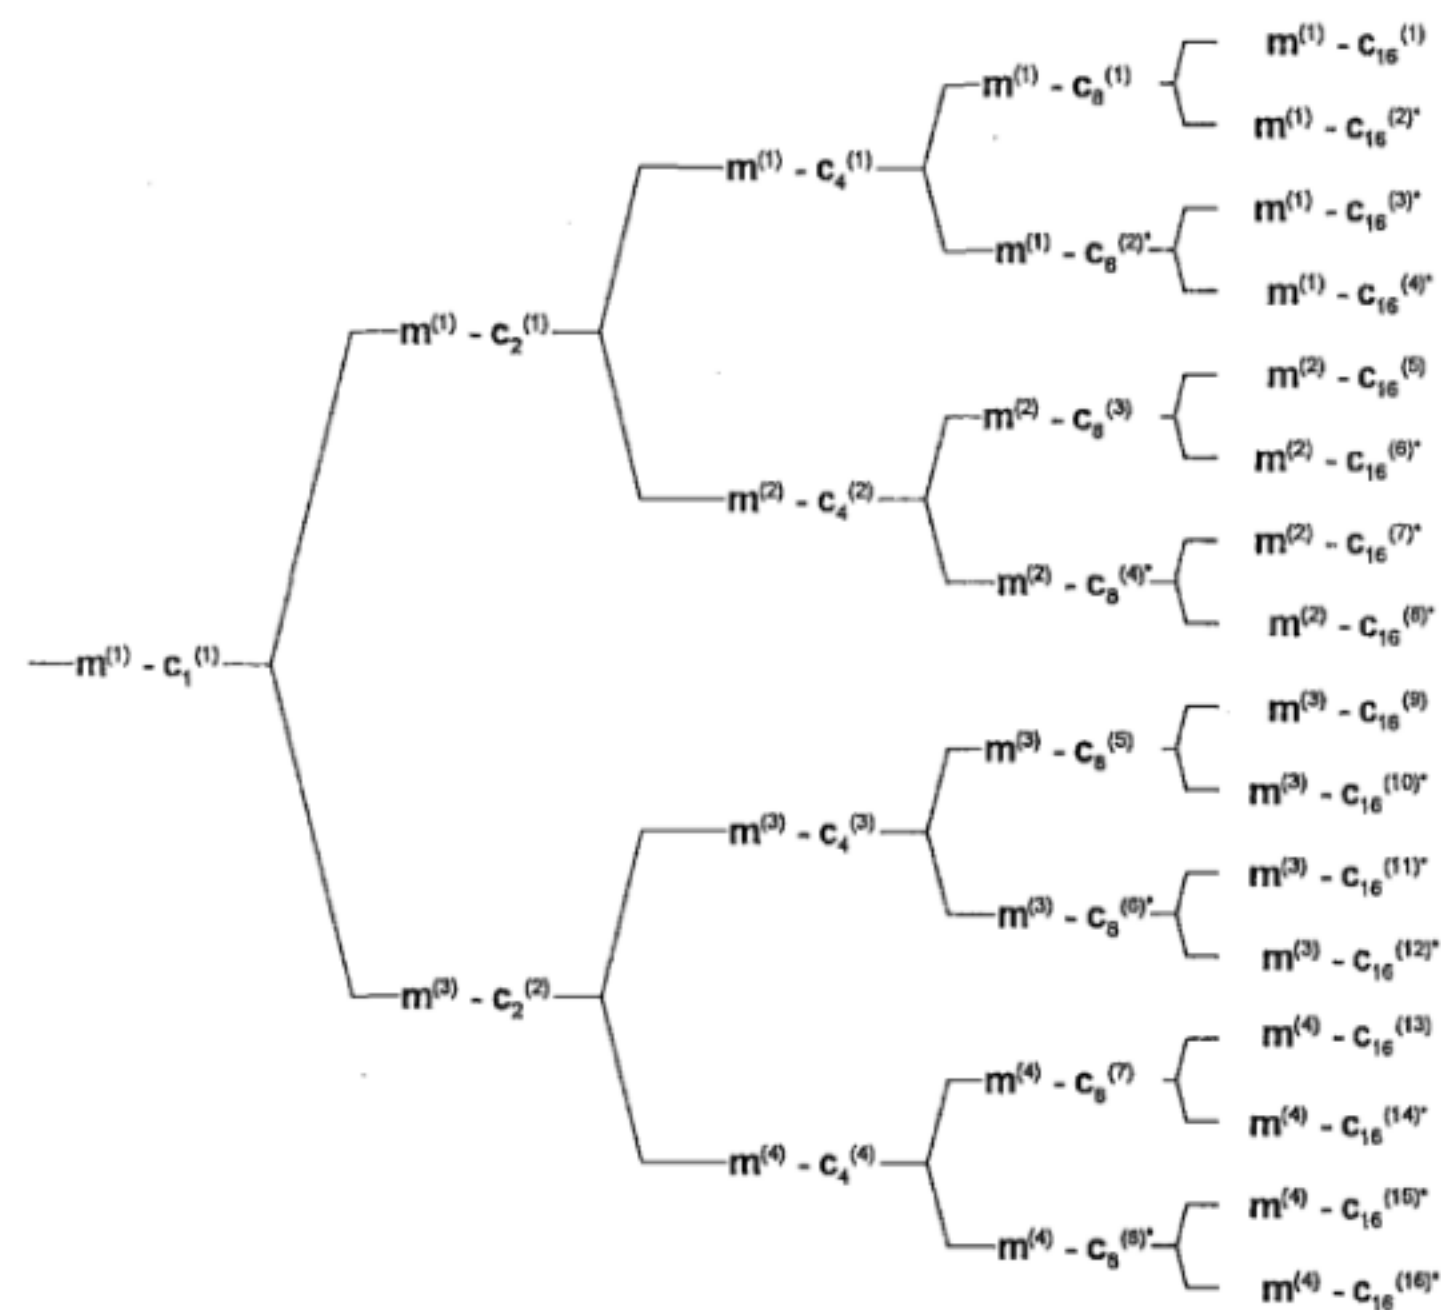 m⁽¹⁾ - c₁₆⁽¹⁾
m⁽¹⁾ - c₈⁽¹⁾
m⁽¹⁾ - c₁₆⁽²⁾*
m⁽¹⁾ - c₄⁽¹⁾
m⁽¹⁾ - c₁₆⁽³⁾*
m⁽¹⁾ - c₈⁽²⁾*
m⁽¹⁾ - c₁₆⁽⁴⁾*
m⁽¹⁾ - c₂⁽¹⁾
m⁽²⁾ - c₁₆⁽⁵⁾
m⁽²⁾ - c₈⁽³⁾
m⁽²⁾ - c₁₆⁽⁶⁾*
m⁽²⁾ - c₄⁽²⁾
m⁽²⁾ - c₁₆⁽⁷⁾*
m⁽²⁾ - c₈⁽⁴⁾*
m⁽²⁾ - c₁₆⁽⁸⁾*
m⁽¹⁾ - c₁⁽¹⁾
m⁽³⁾ - c₁₆⁽⁹⁾
m⁽³⁾ - c₈⁽⁵⁾
m⁽³⁾ - c₁₆⁽¹⁰⁾*
m⁽³⁾ - c₄⁽³⁾
m⁽³⁾ - c₁₆⁽¹¹⁾*
m⁽³⁾ - c₈⁽⁶⁾*
m⁽³⁾ - c₁₆⁽¹²⁾*
m⁽³⁾ - c₂⁽²⁾
m⁽⁴⁾ - c₁₆⁽¹³⁾
m⁽⁴⁾ - c₈⁽⁷⁾
m⁽⁴⁾ - c₁₆⁽¹⁴⁾*
m⁽⁴⁾ - c₄⁽⁴⁾
m⁽⁴⁾ - c₁₆⁽¹⁵⁾*
m⁽⁴⁾ - c₈⁽⁸⁾*
m⁽⁴⁾ - c₁₆⁽¹⁶⁾*